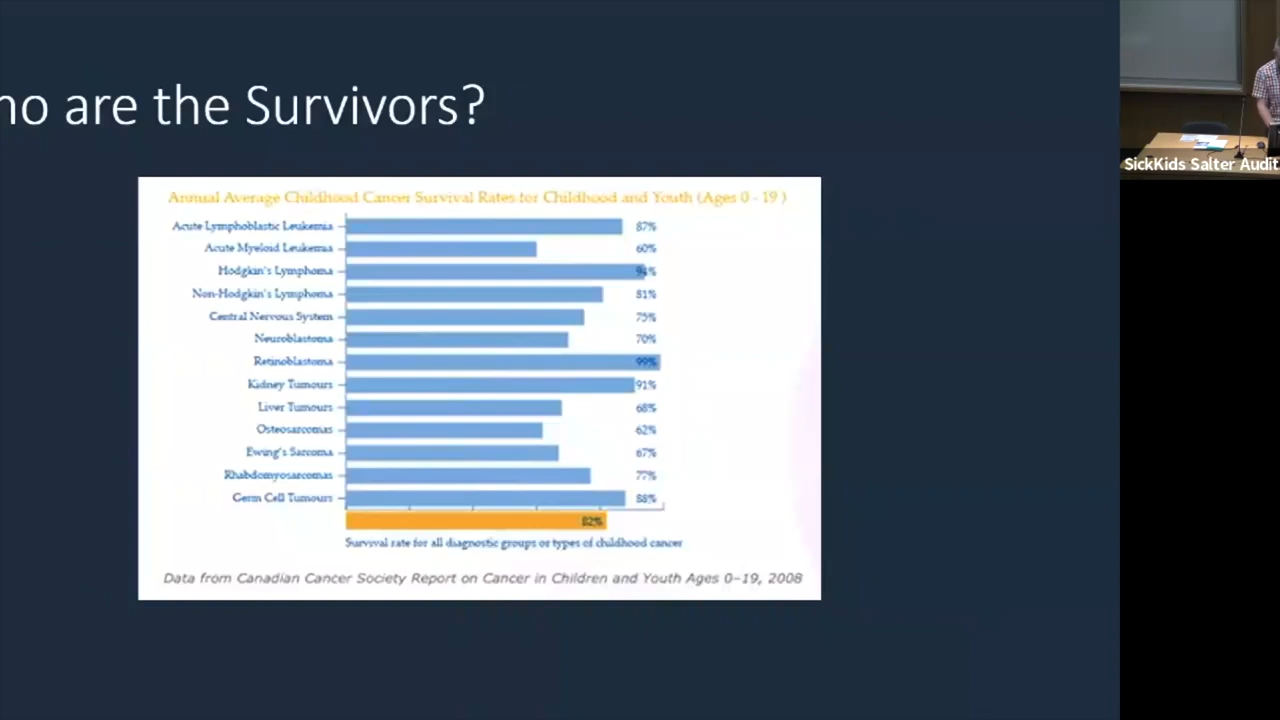 ho are the Survivors?
SickKids Salter Audit
Annual Average Childhood Cancer Survival Rates for Childhood and Youth (Ages 0 - 19 )
Acute Lymphoblastic Leukemia 87%
Acute Myeloid Leukemia 60%
Hodgkin's Lymphoma 94%
Non-Hodgkin's Lymphoma 81%
Central Nervous System 75%
Neuroblastoma 70%
Retinoblastoma 99%
Kidney Tumours 91%
Liver Tumours 68%
Osteosarcomas 62%
Ewing's Sarcoma 67%
Rhabdomyosarcomas 77%
Germ Cell Tumours 88%
82%
Survival rate for all diagnostic groups or types of childhood cancer
Data from Canadian Cancer Society Report on Cancer in Children and Youth Ages 0-19, 2008